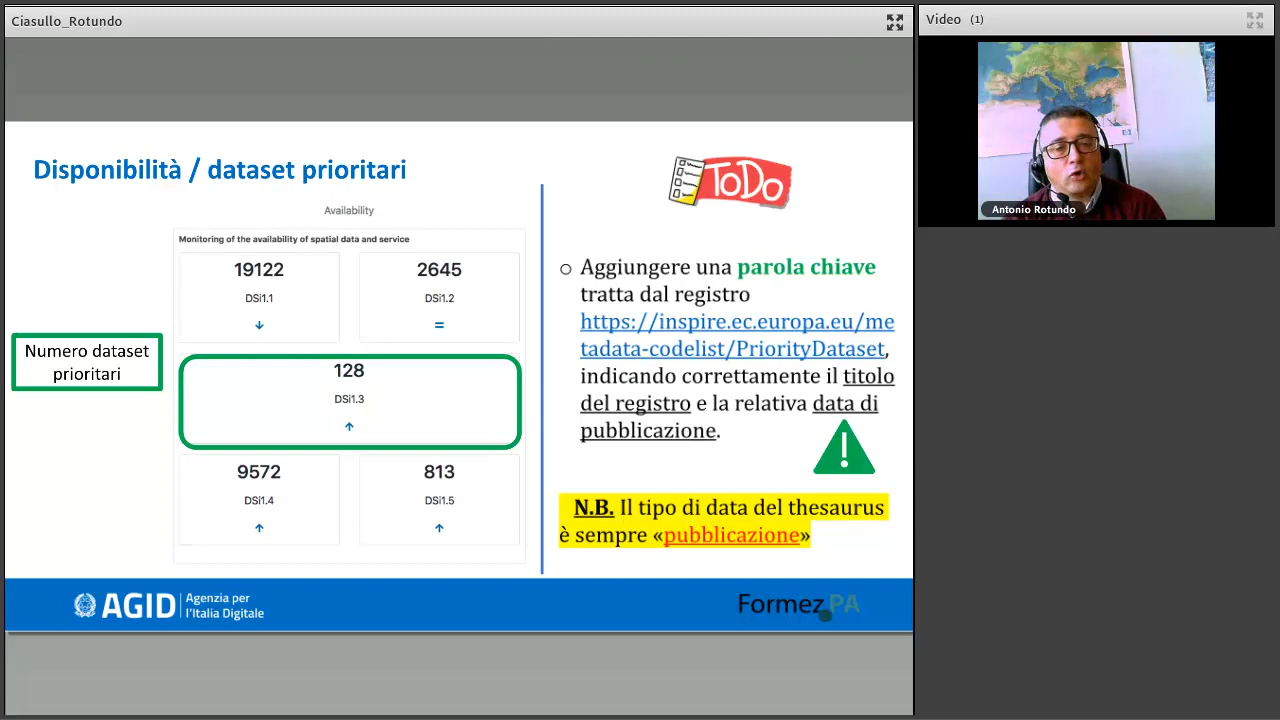 Ciasullo_Rotundo
Video (1)
Antonio Rotundo
Disponibilità / dataset prioritari
ToDo
Availability
Monitoring of the availability of spatial data and service
19122
DSi1.1
↓
2645
DSi1.2
=
Numero dataset
prioritari
128
DSi1.3
↑
9572
DSi1.4
↑
813
DSi1.5
↑
o Aggiungere una parola chiave
tratta dal registro
https://inspire.ec.europa.eu/me
tadata-codelist/PriorityDataset,
indicando correttamente il titolo
del registro e la relativa data di
pubblicazione.
!
N.B. Il tipo di data del thesaurus
è sempre «pubblicazione»
AGID
Agenzia per
l'Italia Digitale
Formez PA